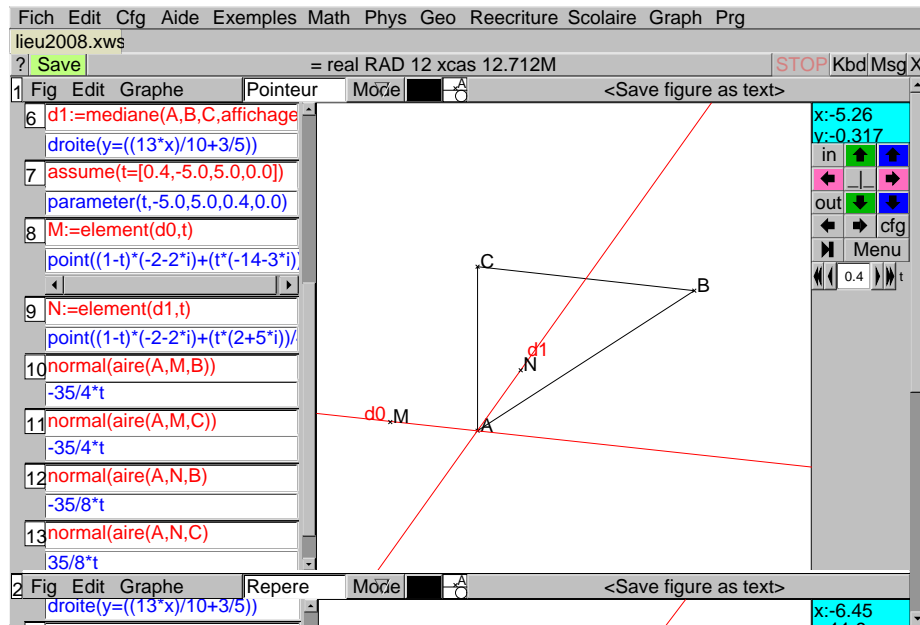 Fich Edit Cfg Aide Exemples Math Phys Geo Reecriture Scolaire Graph Prg
lieu2008.xws
? Save = real RAD 12 xcas 12.712M STOP Kbd Msg X
1 Fig Edit Graphe Pointeur Mode <Save figure as text>
6 d1:=mediane(A,B,C,affichage
droite(y=((13*x)/10+3/5))
7 assume(t=[0.4,-5.0,5.0,0.0])
parameter(t,-5.0,5.0,0.4,0.0)
8 M:=element(d0,t)
point((1-t)*(-2-2*i)+(t*(-14-3*i))
9 N:=element(d1,t)
point((1-t)*(-2-2*i)+(t*(2+5*i))/
10 normal(aire(A,M,B))
-35/4*t
11 normal(aire(A,M,C))
-35/4*t
12 normal(aire(A,N,B)
-35/8*t
13 normal(aire(A,N,C)
35/8*t
C
B
d1
N
d0 M
A
x:-5.26
y:-0.317
in
out
cfg
Menu
0.4 t
2 Fig Edit Graphe Repere Mode <Save figure as text>
droite(y=((13*x)/10+3/5))
x:-6.45